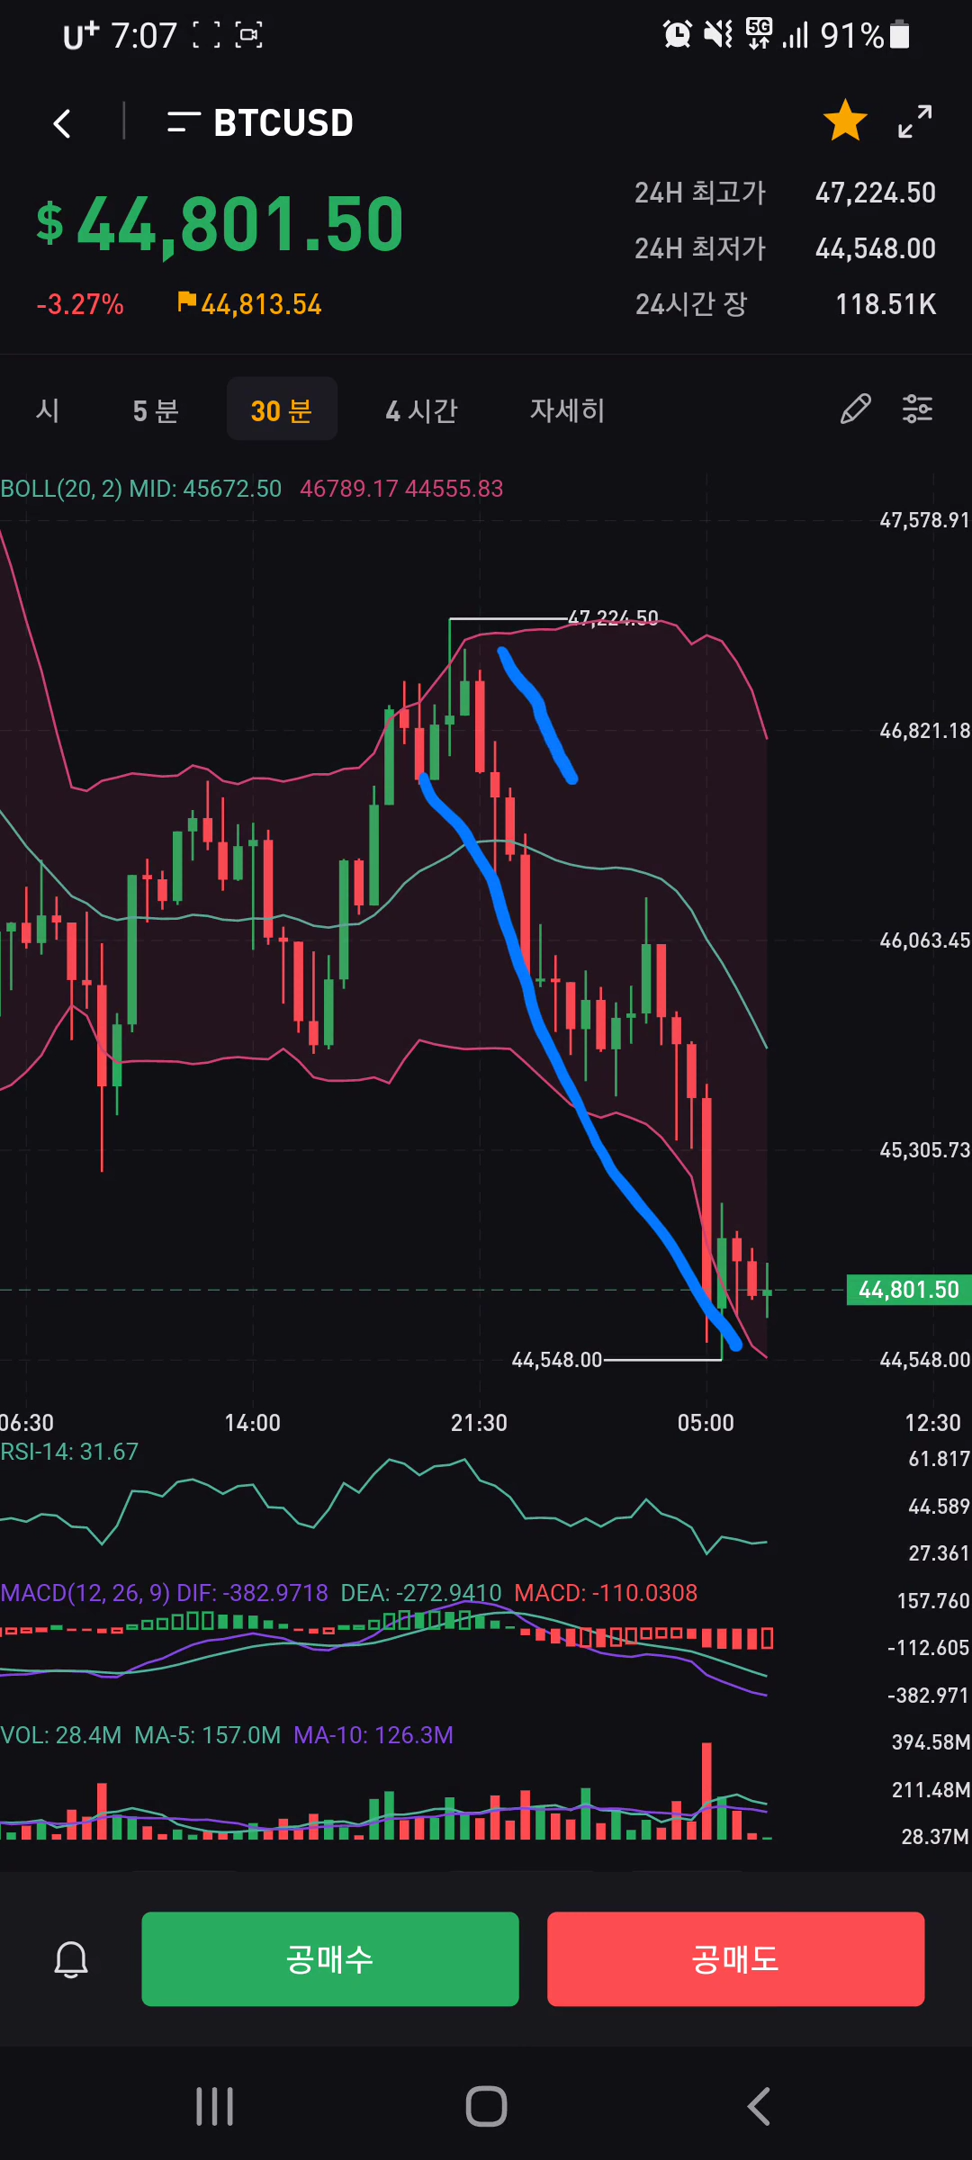 U+ 7:07 5G 91%
BTCUSD
$ 44,801.50
24H 최고가 47,224.50
24H 최저가 44,548.00
-3.27% 44,813.54
24시간 장 118.51K
시 5 분 30 분 4 시간 자세히
BOLL(20, 2) MID: 45672.50 46789.17 44555.83
47,578.91
47,224.50
46,821.18
46,063.45
45,305.73
44,801.50
44,548.00 44,548.00
06:30 14:00 21:30 05:00 12:30
RSI-14: 31.67
61.817
44.589
27.361
MACD(12, 26, 9) DIF: -382.9718 DEA: -272.9410 MACD: -110.0308
157.760
-112.605
-382.971
VOL: 28.4M MA-5: 157.0M MA-10: 126.3M
394.58M
211.48M
28.37M
공매수 공매도